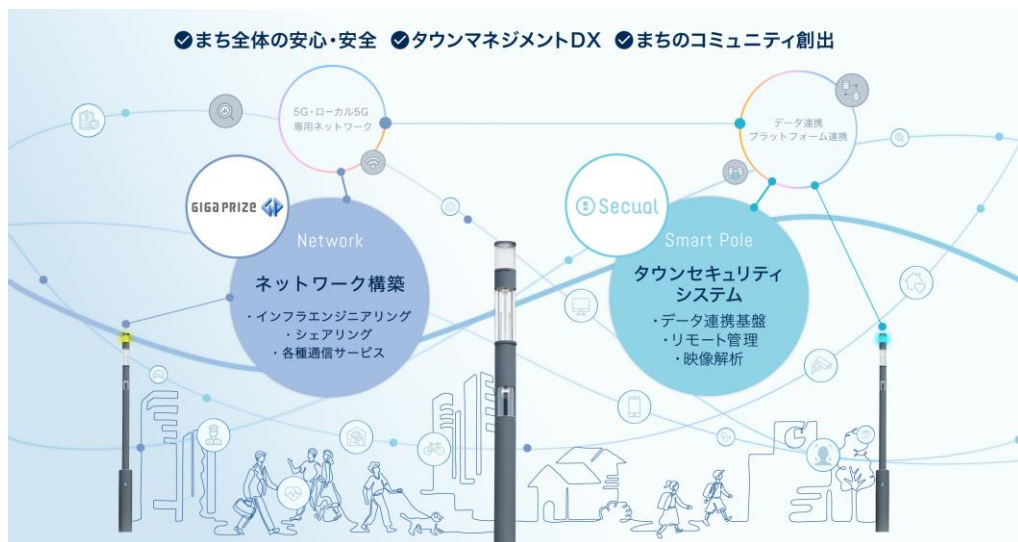 まち全体の安心・安全 タウンマネジメントDX まちのコミュニティ創出
5G・ローカル5G
専用ネットワーク
データ連携
プラットフォーム連携
GIGAPRIZE
Secual
Network
ネットワーク構築
・インフラエンジニアリング
・シェアリング
・各種通信サービス
Smart Pole
タウンセキュリティ
システム
・データ連携基盤
・リモート管理
・映像解析